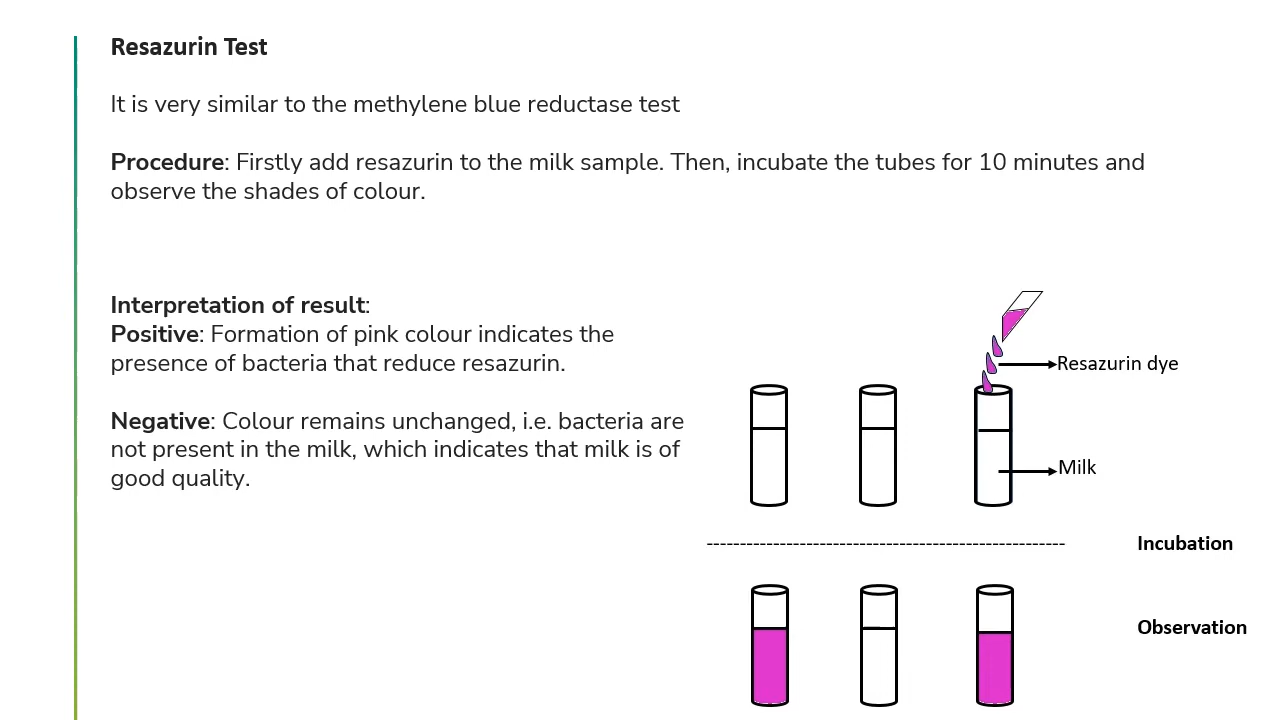 Resazurin Test
It is very similar to the methylene blue reductase test
Procedure: Firstly add resazurin to the milk sample. Then, incubate the tubes for 10 minutes and
observe the shades of colour.
Interpretation of result:
Positive: Formation of pink colour indicates the
presence of bacteria that reduce resazurin.
Negative: Colour remains unchanged, i.e. bacteria are
not present in the milk, which indicates that milk is of
good quality.
Resazurin dye
Milk
Incubation
Observation